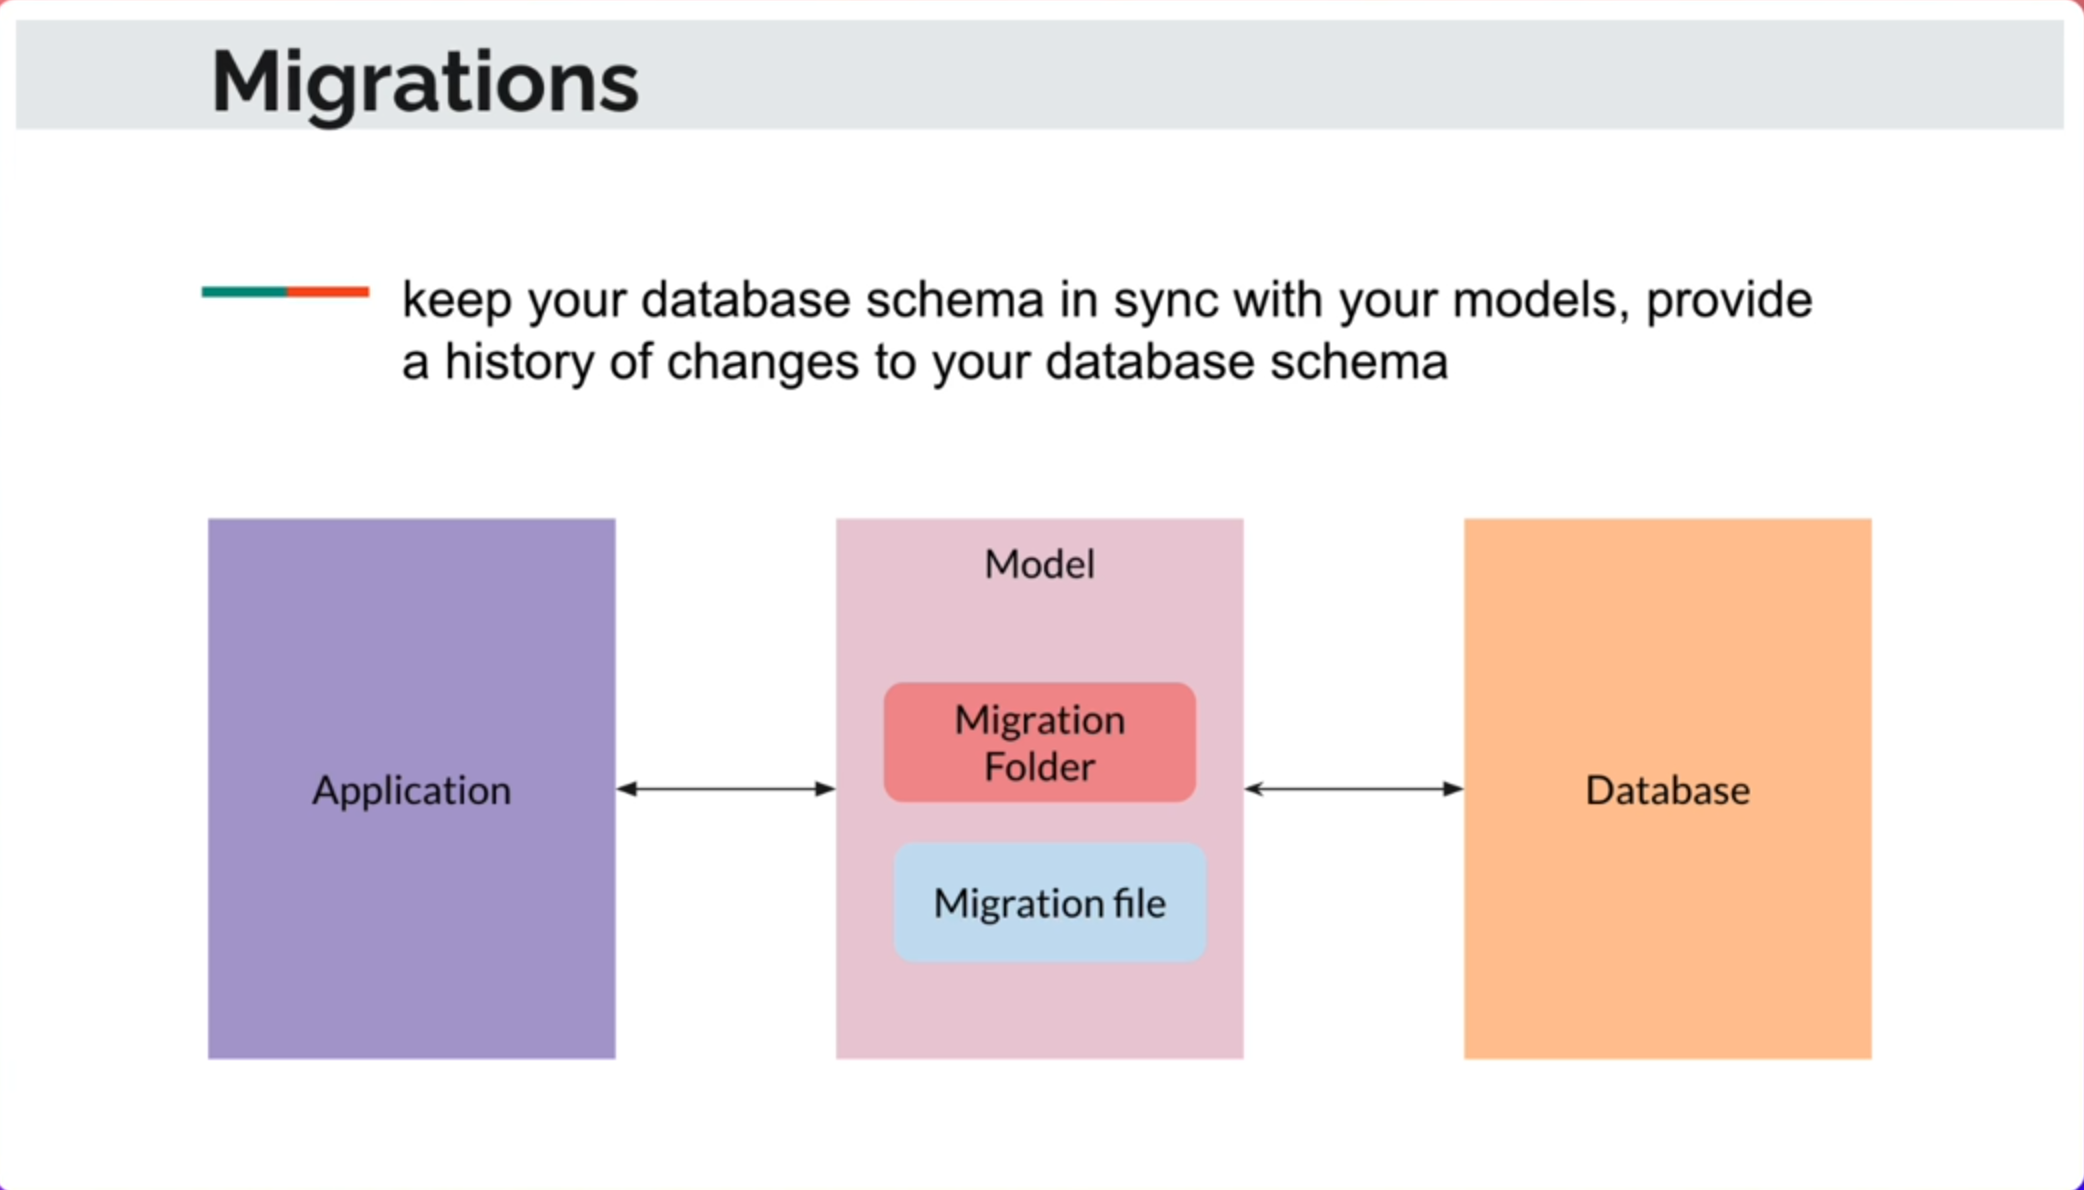 Migrations
keep your database schema in sync with your models, provide
a history of changes to your database schema
Application
Model
Migration
Folder
Migration file
Database